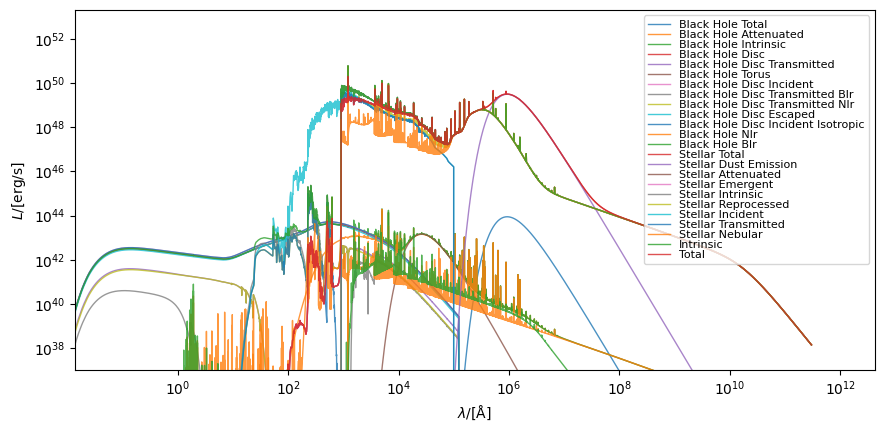 10^52
10^50
10^48
10^46
10^44
10^42
10^40
10^38
L/[erg/s]
10^0
10^2
10^4
10^6
10^8
10^10
10^12
λ/[Å]
Black Hole Total
Black Hole Attenuated
Black Hole Intrinsic
Black Hole Disc
Black Hole Disc Transmitted
Black Hole Torus
Black Hole Disc Incident
Black Hole Disc Transmitted Blr
Black Hole Disc Transmitted Nlr
Black Hole Disc Escaped
Black Hole Disc Incident Isotropic
Black Hole Nlr
Black Hole Blr
Stellar Total
Stellar Dust Emission
Stellar Attenuated
Stellar Emergent
Stellar Intrinsic
Stellar Reprocessed
Stellar Incident
Stellar Transmitted
Stellar Nebular
Intrinsic
Total